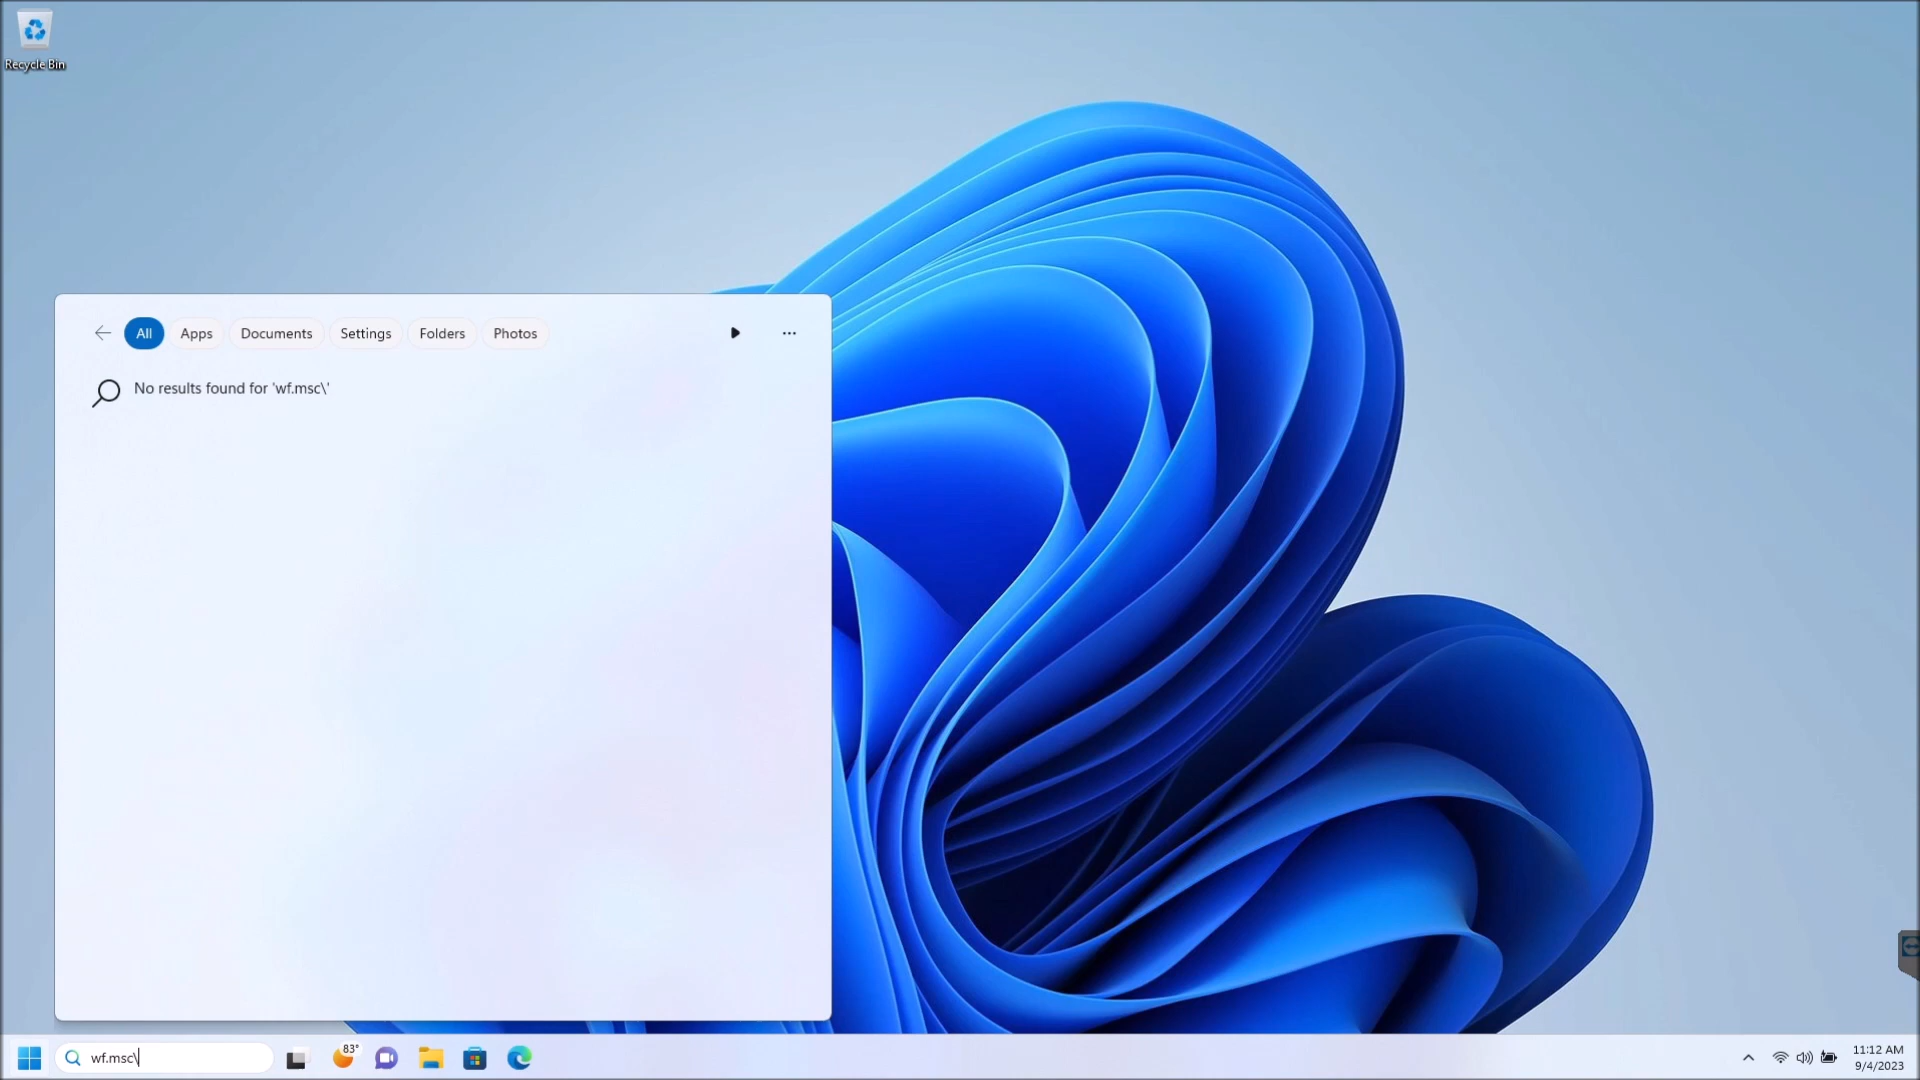 Recycle Bin
All Apps Documents Settings Folders Photos
No results found for 'wf.msc\'
wf.msc\
83°
11:12 AM
9/4/2023